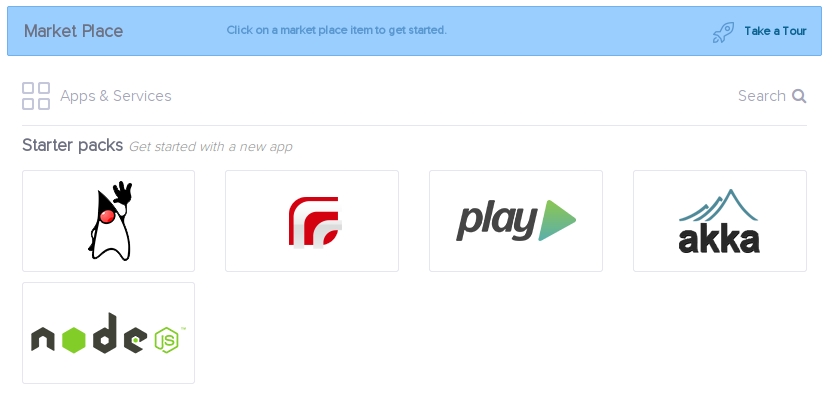 Market Place
Click on a market place item to get started.
Take a Tour
Apps & Services
Search
Starter packs Get started with a new app
play
akka
node JS ™